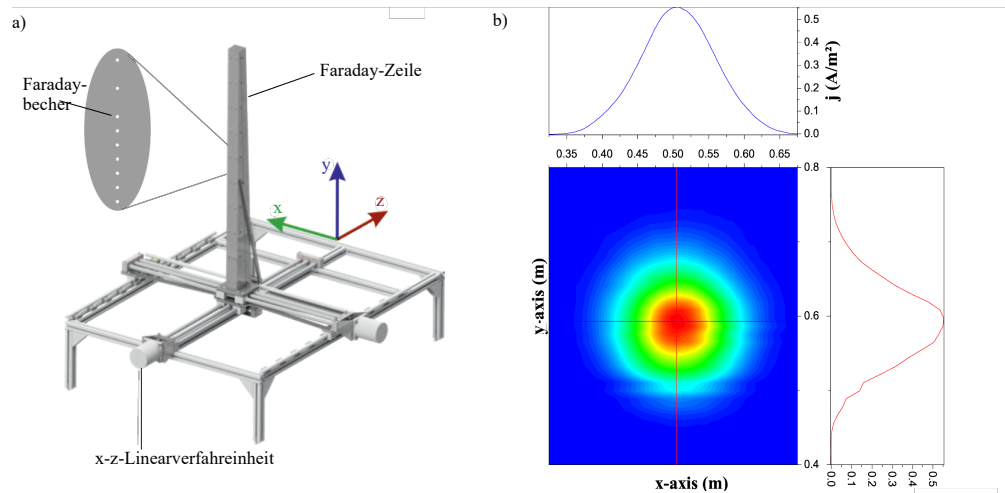 a)
Faraday-
becher
Faraday-Zeile
y
x
z
x-z-Linearverfahreinheit
b)
0.5
0.4
0.3
0.2
0.1
0.0
j (A/m²)
0.35 0.40 0.45 0.50 0.55 0.60 0.65
0.8
0.6
0.4
y-axis (m)
x-axis (m)
0.0 0.1 0.2 0.3 0.4 0.5